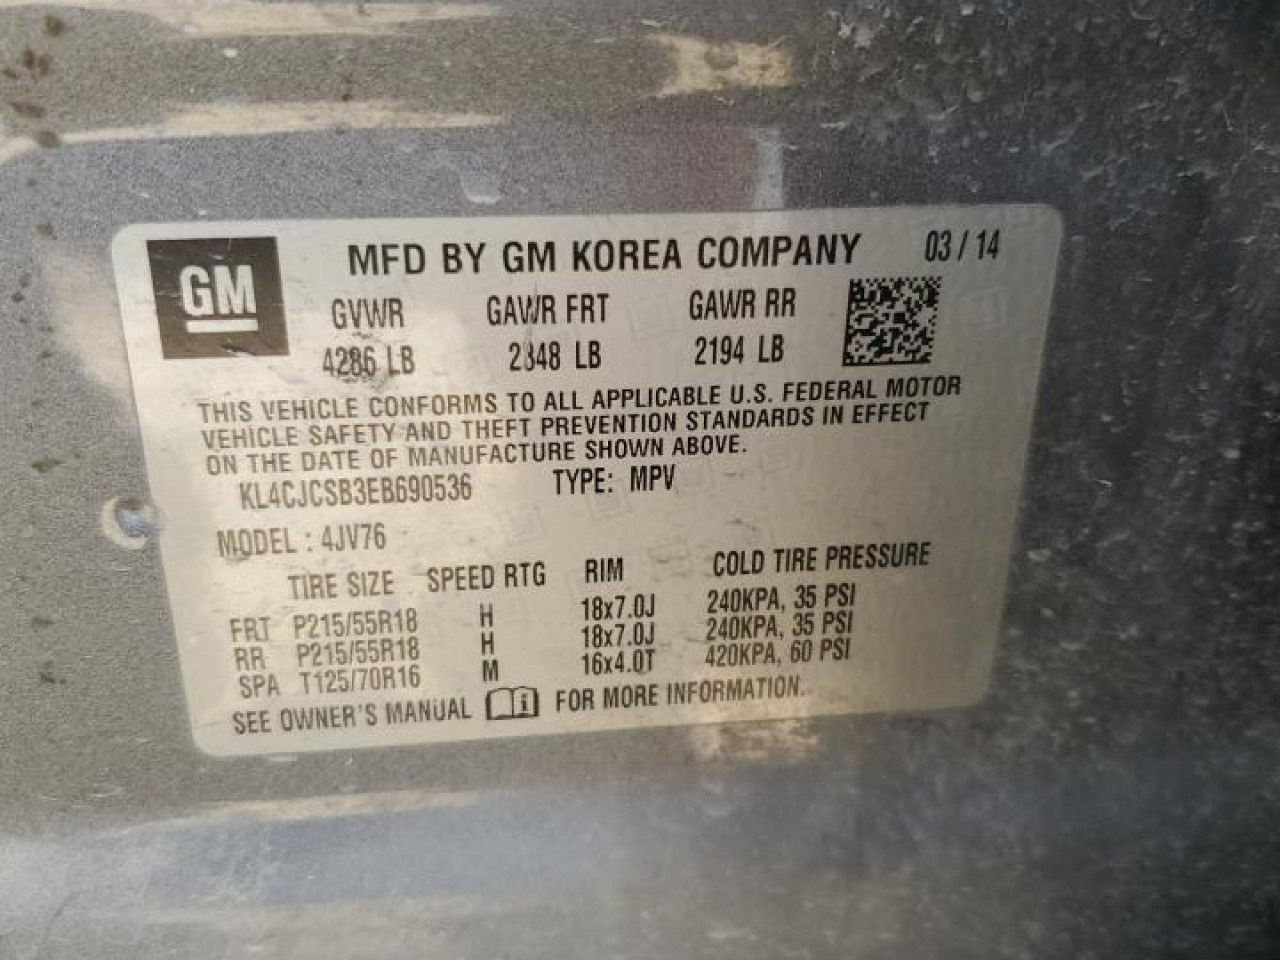 GM MFD BY GM KOREA COMPANY 03 / 14
GVWR GAWR FRT GAWR RR
4286 LB 2348 LB 2194 LB
THIS VEHICLE CONFORMS TO ALL APPLICABLE U.S. FEDERAL MOTOR
VEHICLE SAFETY AND THEFT PREVENTION STANDARDS IN EFFECT
ON THE DATE OF MANUFACTURE SHOWN ABOVE.
KL4CJCSB3EB690536 TYPE: MPV
MODEL : 4JV76
TIRE SIZE SPEED RTG RIM COLD TIRE PRESSURE
FRT P215/55R18 H 18x7.0J 240KPA, 35 PSI
RR P215/55R18 H 18x7.0J 240KPA, 35 PSI
SPA T125/70R16 M 16x4.0T 420KPA, 60 PSI
SEE OWNER'S MANUAL i FOR MORE INFORMATION.